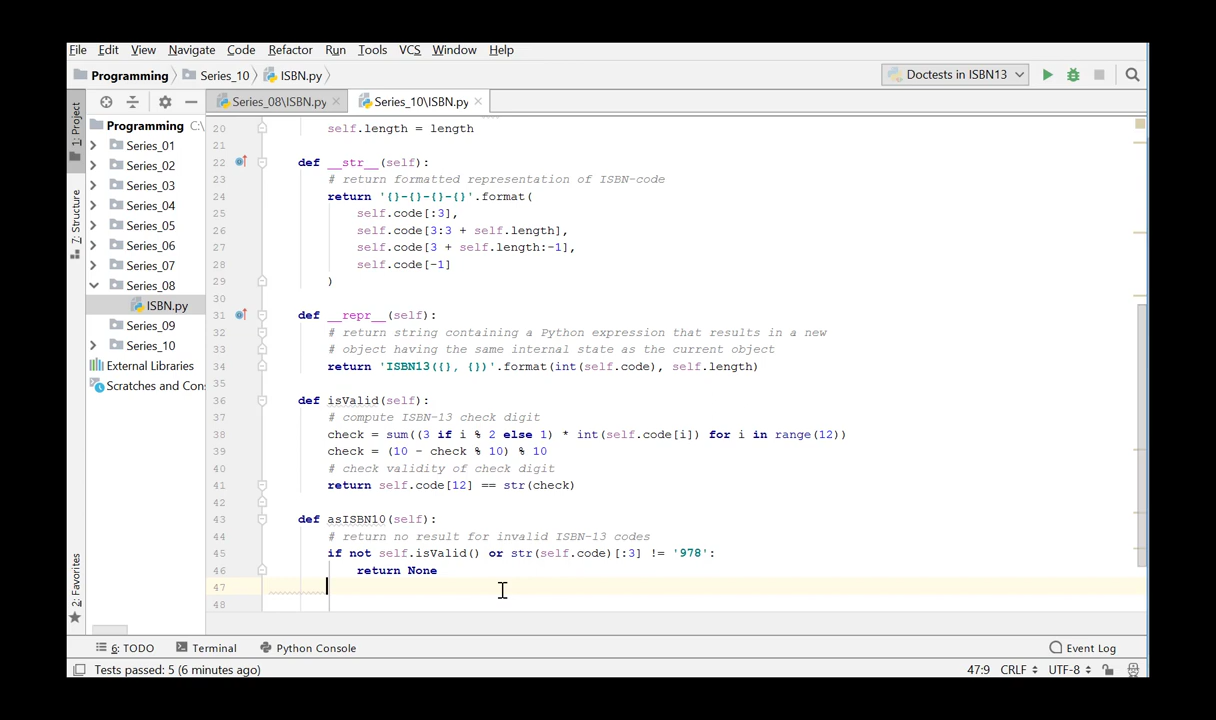 File Edit View Navigate Code Refactor Run Tools VCS Window Help
Programming Series_10 ISBN.py Doctests in ISBN13
1: Project
7: Structure
2: Favorites
Series_08\ISBN.py Series_10\ISBN.py
Programming C:\
Series_01
Series_02
Series_03
Series_04
Series_05
Series_06
Series_07
Series_08
ISBN.py
Series_09
Series_10
External Libraries
Scratches and Con
20 self.length = length
21
22 def __str__(self):
23 # return formatted representation of ISBN-code
24 return '{}-{}-{}-{}'.format(
25 self.code[:3],
26 self.code[3:3 + self.length],
27 self.code[3 + self.length:-1],
28 self.code[-1]
29 )
30
31 def __repr__(self):
32 # return string containing a Python expression that results in a new
33 # object having the same internal state as the current object
34 return 'ISBN13({}, {})'.format(int(self.code), self.length)
35
36 def isValid(self):
37 # compute ISBN-13 check digit
38 check = sum((3 if i % 2 else 1) * int(self.code[i]) for i in range(12))
39 check = (10 - check % 10) % 10
40 # check validity of check digit
41 return self.code[12] == str(check)
42
43 def asISBN10(self):
44 # return no result for invalid ISBN-13 codes
45 if not self.isValid() or str(self.code)[:3] != '978':
46 return None
47
48
6: TODO Terminal Python Console Event Log
Tests passed: 5 (6 minutes ago) 47:9 CRLF UTF-8